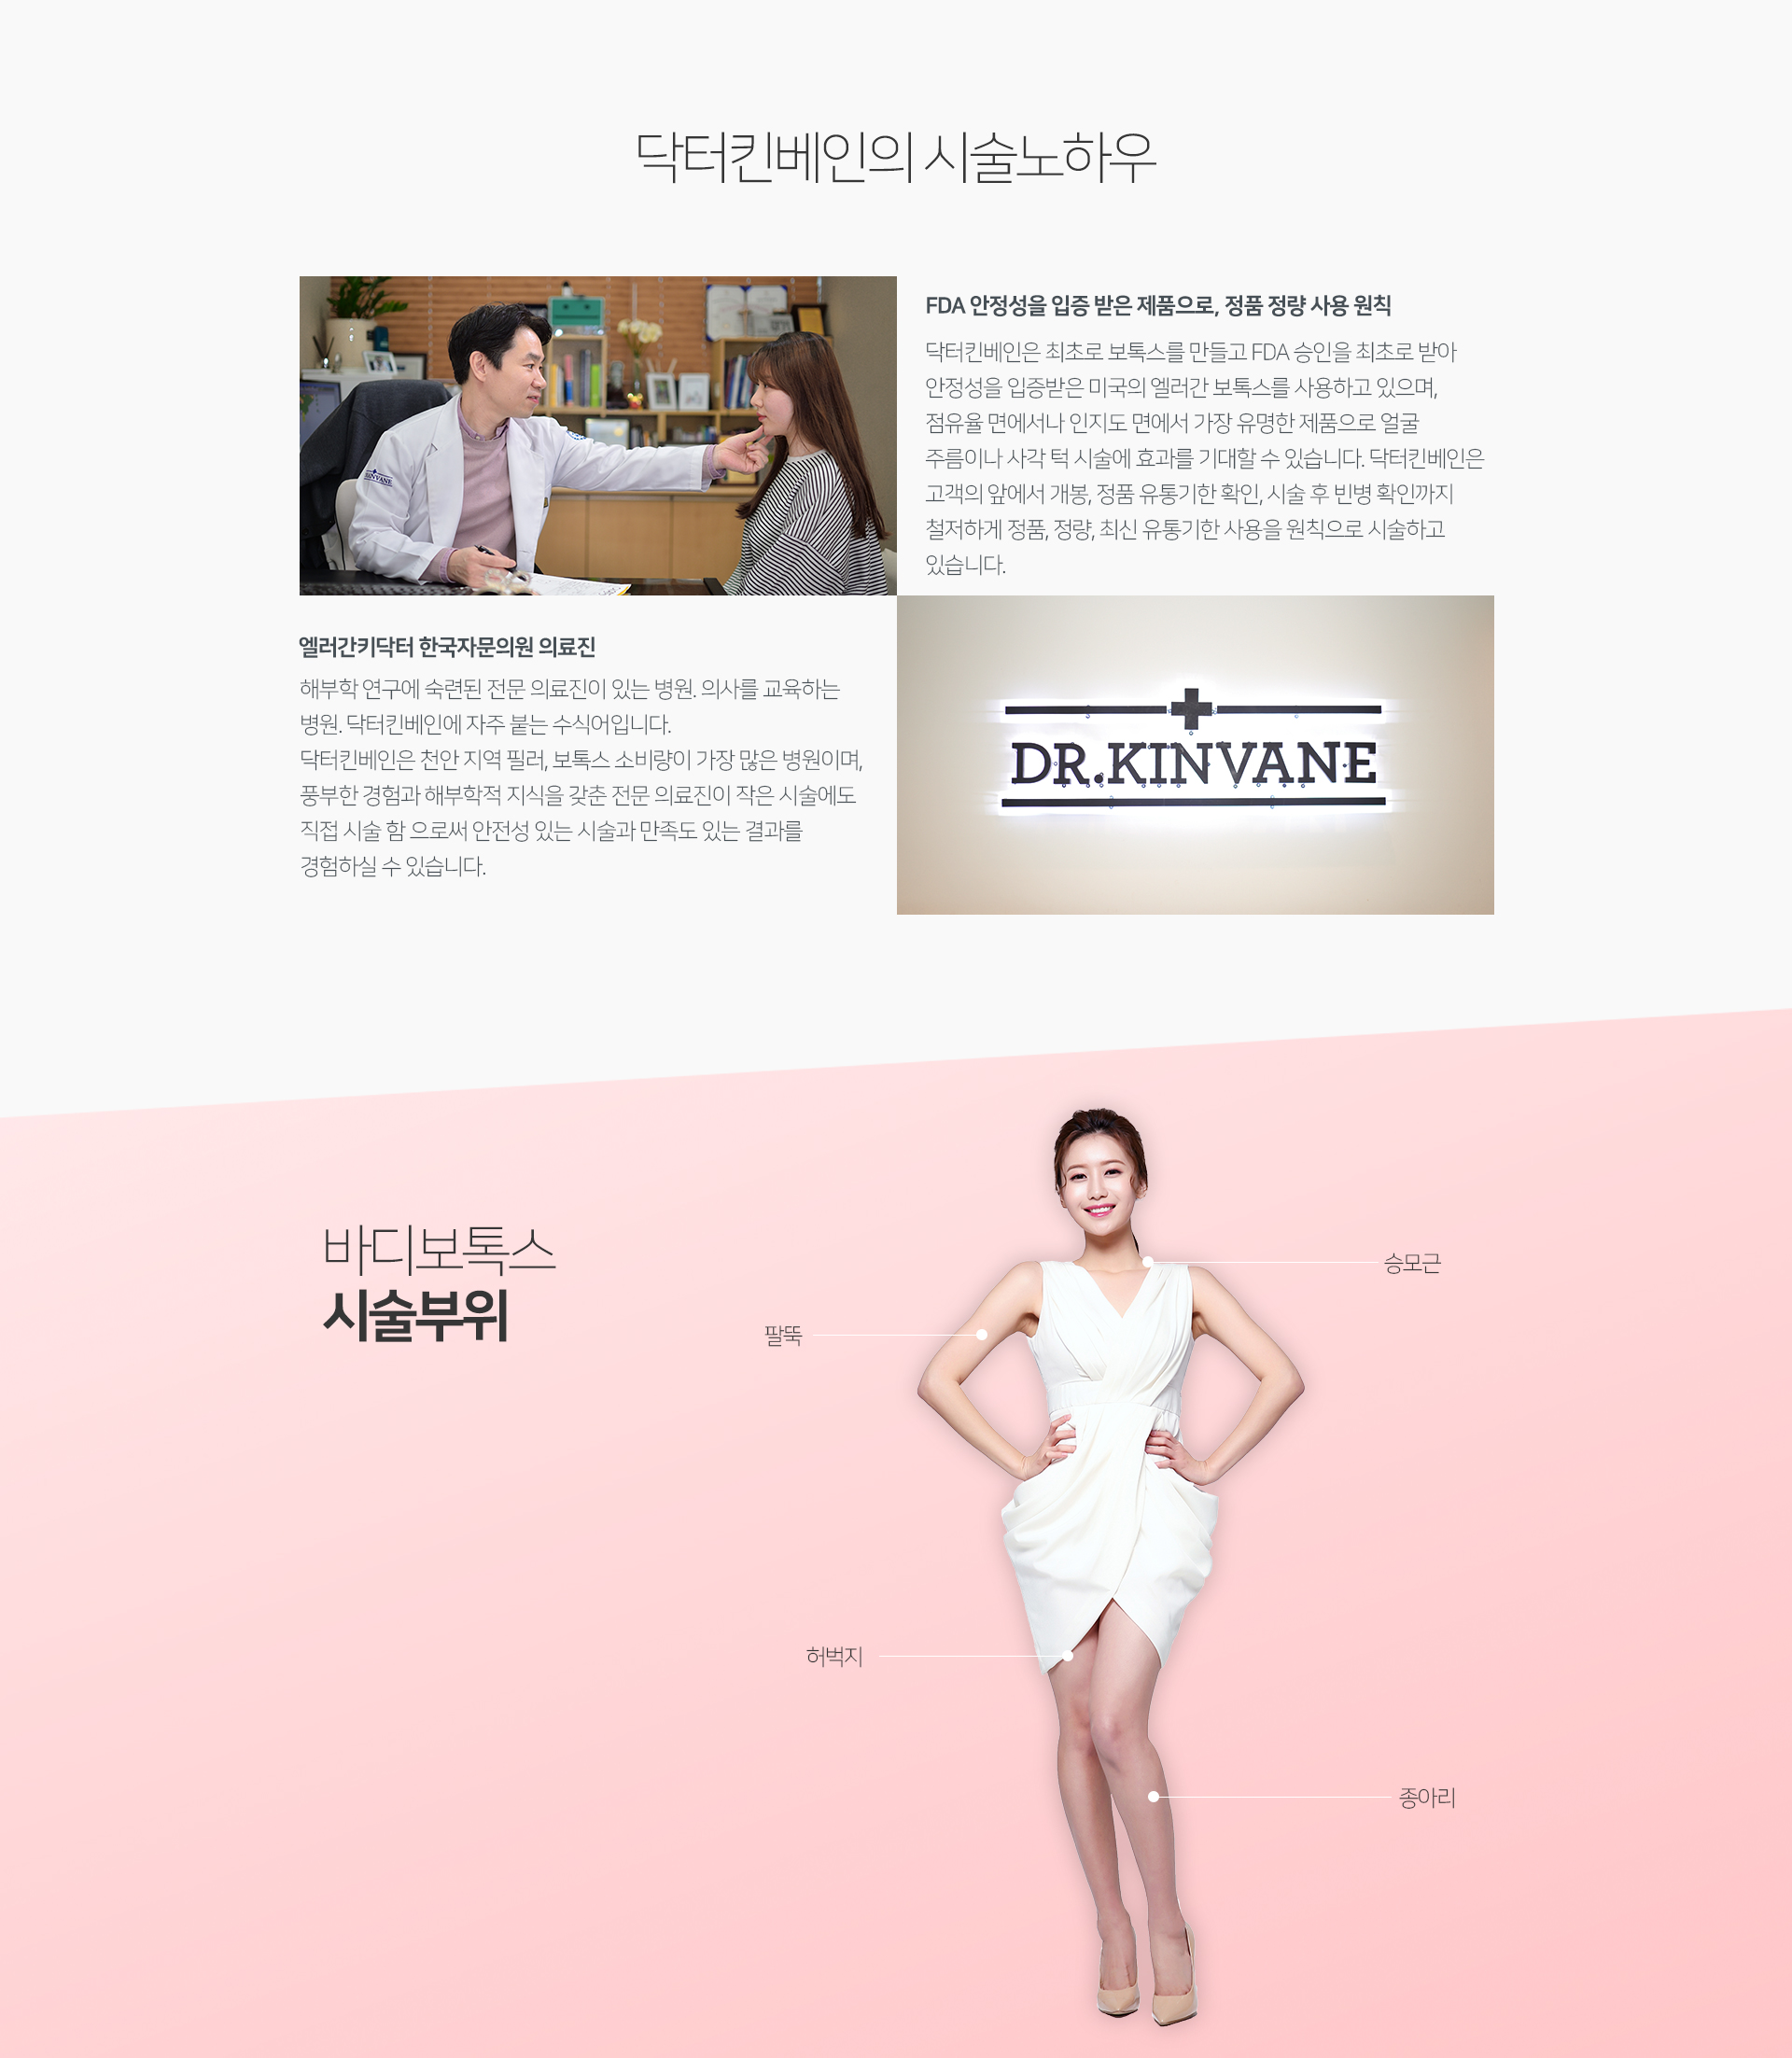 닥터킨베인의 시술노하우
FDA 안정성을 입증 받은 제품으로, 정품 정량 사용 원칙
닥터킨베인은 최초로 보톡스를 만들고 FDA 승인을 최초로 받아
안정성을 입증받은 미국의 엘러간 보톡스를 사용하고 있으며,
점유율 면에서나 인지도 면에서 가장 유명한 제품으로 얼굴
주름이나 사각 턱 시술에 효과를 기대할 수 있습니다. 닥터킨베인은
고객의 앞에서 개봉, 정품 유통기한 확인, 시술 후 빈병 확인까지
철저하게 정품, 정량, 최신 유통기한 사용을 원칙으로 시술하고
있습니다.
KINVANE
엘러간키닥터 한국자문의원 의료진
해부학 연구에 숙련된 전문 의료진이 있는 병원. 의사를 교육하는
병원. 닥터킨베인에 자주 붙는 수식어입니다.
닥터킨베인은 천안 지역 필러, 보톡스 소비량이 가장 많은 병원이며,
풍부한 경험과 해부학적 지식을 갖춘 전문 의료진이 작은 시술에도
직접 시술 함 으로써 안전성 있는 시술과 만족도 있는 결과를
경험하실 수 있습니다.
DR.KINVANE
바디보톡스
시술부위
승모근
팔뚝
허벅지
종아리